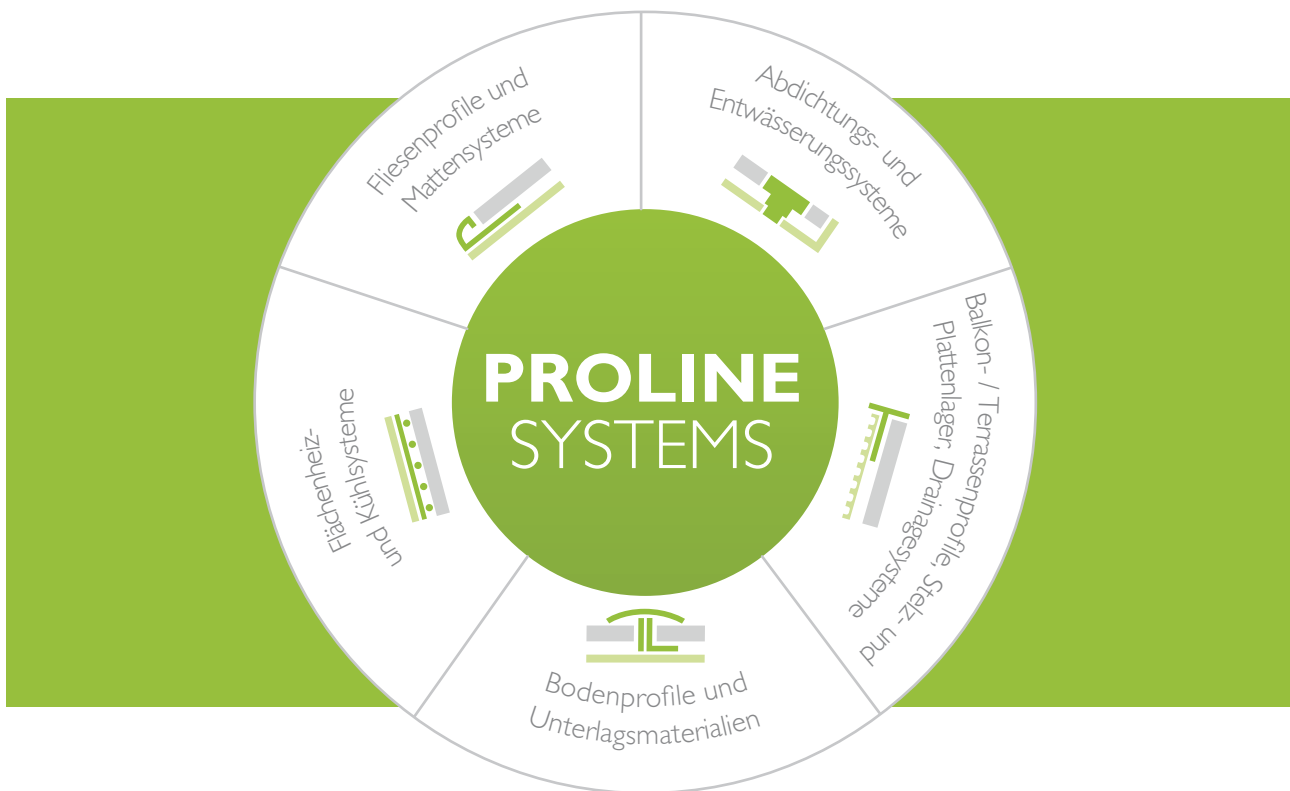 PROLINE
SYSTEMS
Fliesenprofile und
Mattensysteme
Abdichtungs- und
Entwässerungssysteme
Balkon- / Terrassenprofile, Stelz- und
Plattenlager, Drainagesysteme
Bodenprofile und
Unterlagsmaterialien
Flächenheiz-
und Kühlsysteme